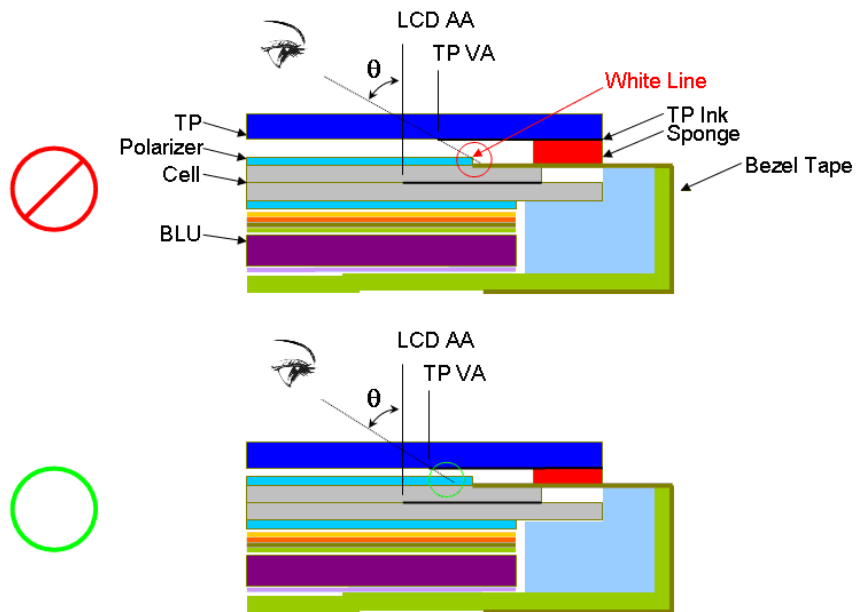 LCD AA
TP VA
θ
White Line
TP
TP Ink
Sponge
Polarizer
Bezel Tape
Cell
BLU
LCD AA
TP VA
θ